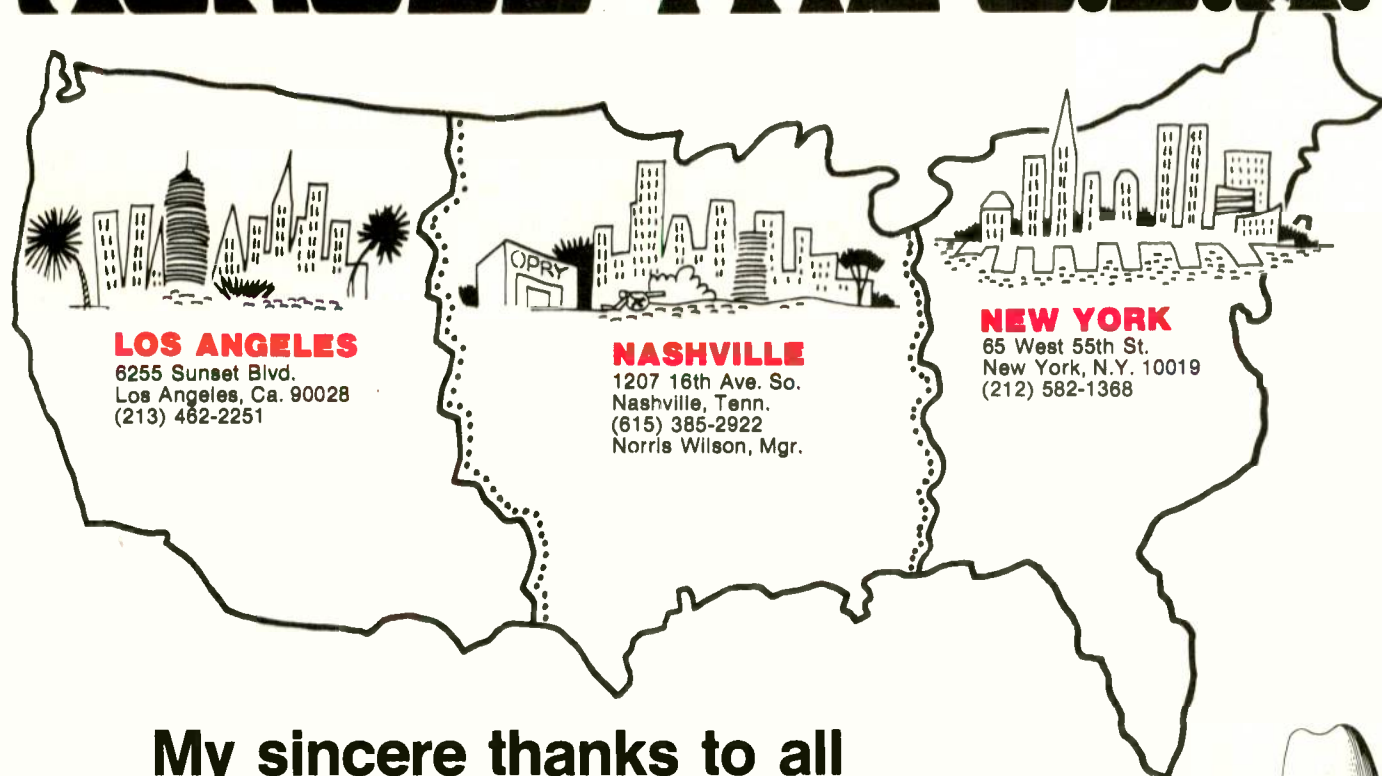 LOS ANGELES
6255 Sunset Blvd.
Los Angeles, Ca. 90028
(213) 462-2251
OPRY
NASHVILLE
1207 16th Ave. So.
Nashville, Tenn.
(615) 385-2922
Norris Wilson, Mgr.
NEW YORK
65 West 55th St.
New York, N.Y. 10019
(212) 582-1368
My sincere thanks to all